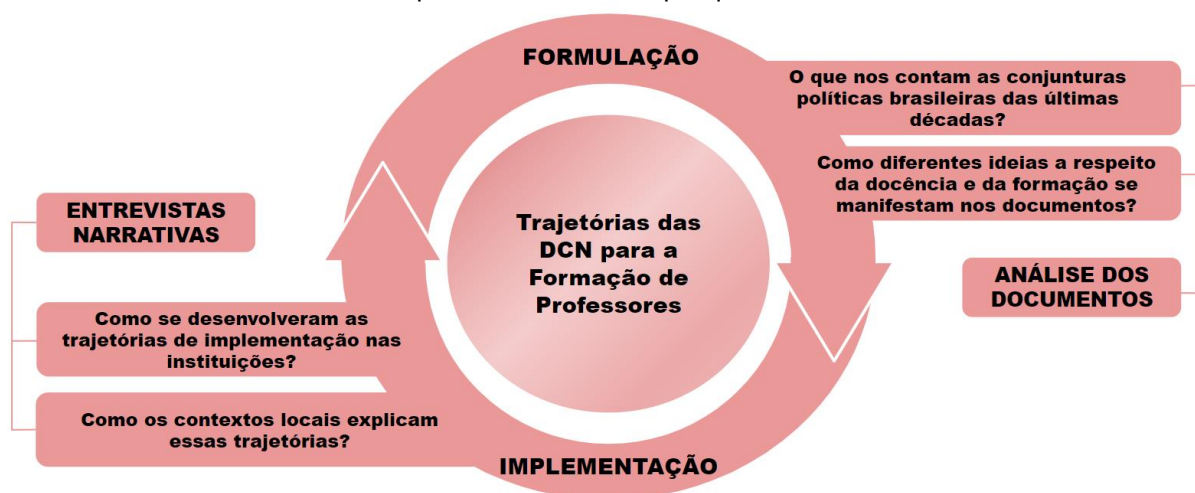 FORMULAÇÃO
O que nos contam as conjunturas
políticas brasileiras das últimas
décadas?
Como diferentes ideias a respeito
da docência e da formação se
manifestam nos documentos?
ANÁLISE DOS
DOCUMENTOS
Trajetórias das
DCN para a
Formação de
Professores
ENTREVISTAS
NARRATIVAS
Como se desenvolveram as
trajetórias de implementação nas
instituições?
Como os contextos locais explicam
essas trajetórias?
IMPLEMENTAÇÃO